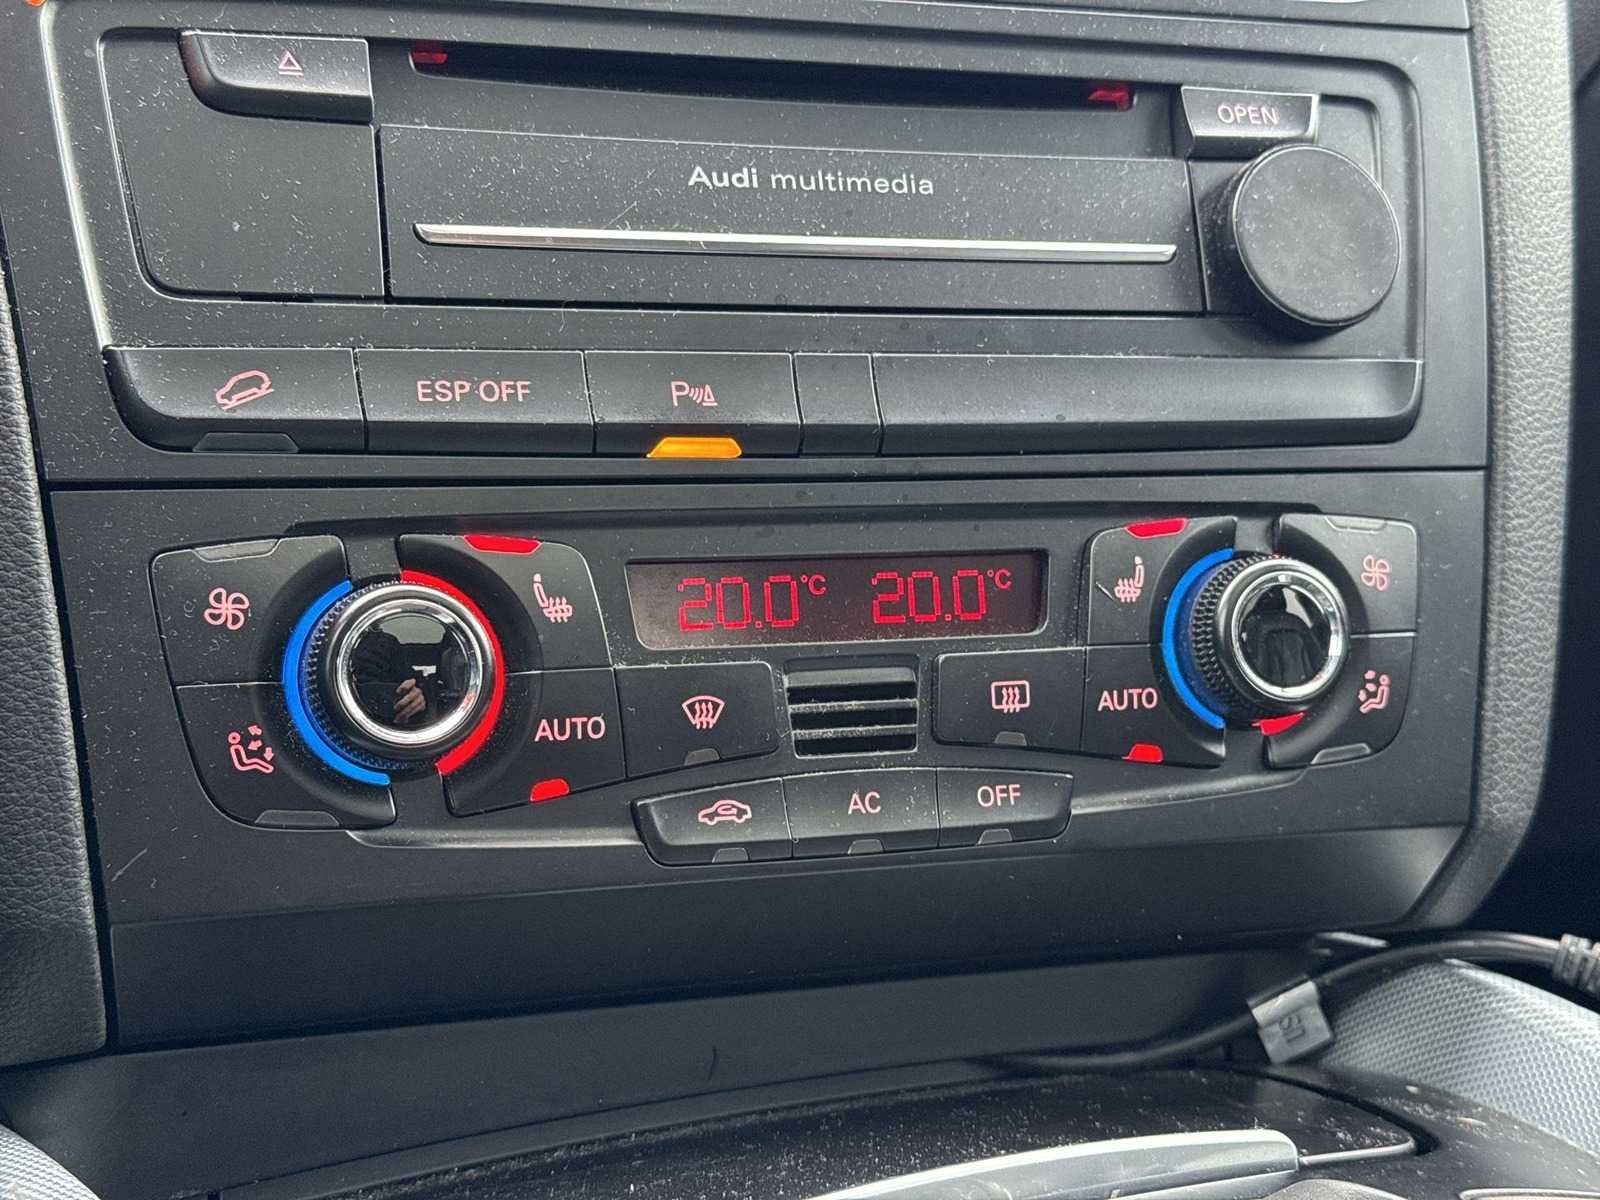 OPEN
Audi multimedia
ESP OFF
P
20.0°C 20.0°C
AUTO
AUTO
AC
OFF